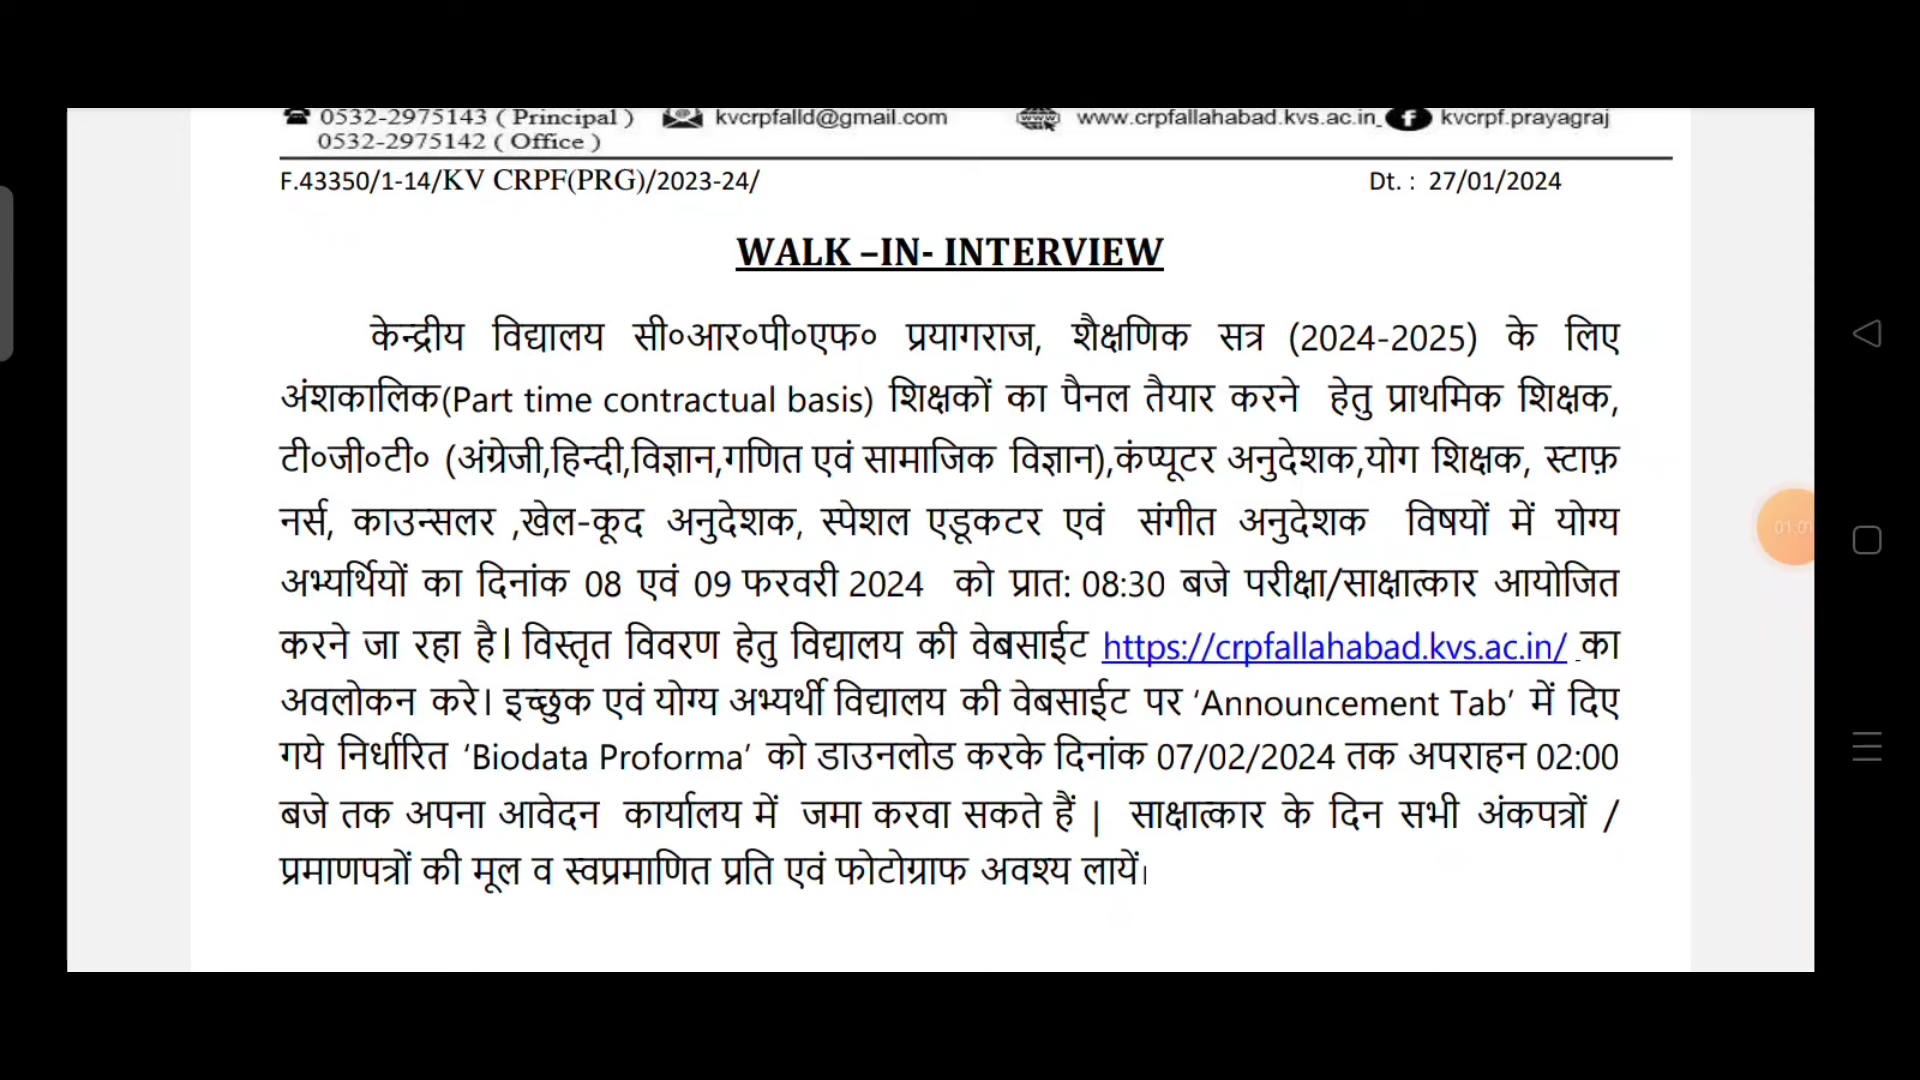 0532-2975143 ( Principal ) kvcrpfalld@gmail.com www.crpfallahabad.kvs.ac.in kvcrpf.prayagraj
0532-2975142 ( Office )
F.43350/1-14/KV CRPF(PRG)/2023-24/ Dt. : 27/01/2024
WALK –IN- INTERVIEW
केन्द्रीय विद्यालय सी०आर०पी०एफ० प्रयागराज, शैक्षणिक सत्र (2024-2025) के लिए
अंशकालिक(Part time contractual basis) शिक्षकों का पैनल तैयार करने हेतु प्राथमिक शिक्षक,
टी०जी०टी० (अंग्रेजी,हिन्दी,विज्ञान,गणित एवं सामाजिक विज्ञान),कंप्यूटर अनुदेशक,योग शिक्षक, स्टाफ़
नर्स, काउन्सलर ,खेल-कूद अनुदेशक, स्पेशल एडूकटर एवं संगीत अनुदेशक विषयों में योग्य
अभ्यर्थियों का दिनांक 08 एवं 09 फरवरी 2024 को प्रात: 08:30 बजे परीक्षा/साक्षात्कार आयोजित
करने जा रहा है। विस्तृत विवरण हेतु विद्यालय की वेबसाईट https://crpfallahabad.kvs.ac.in/ का
अवलोकन करे। इच्छुक एवं योग्य अभ्यर्थी विद्यालय की वेबसाईट पर ‘Announcement Tab’ में दिए
गये निर्धारित ‘Biodata Proforma’ को डाउनलोड करके दिनांक 07/02/2024 तक अपराहन 02:00
बजे तक अपना आवेदन कार्यालय में जमा करवा सकते हैं | साक्षात्कार के दिन सभी अंकपत्रों /
प्रमाणपत्रों की मूल व स्वप्रमाणित प्रति एवं फोटोग्राफ अवश्य लायें।